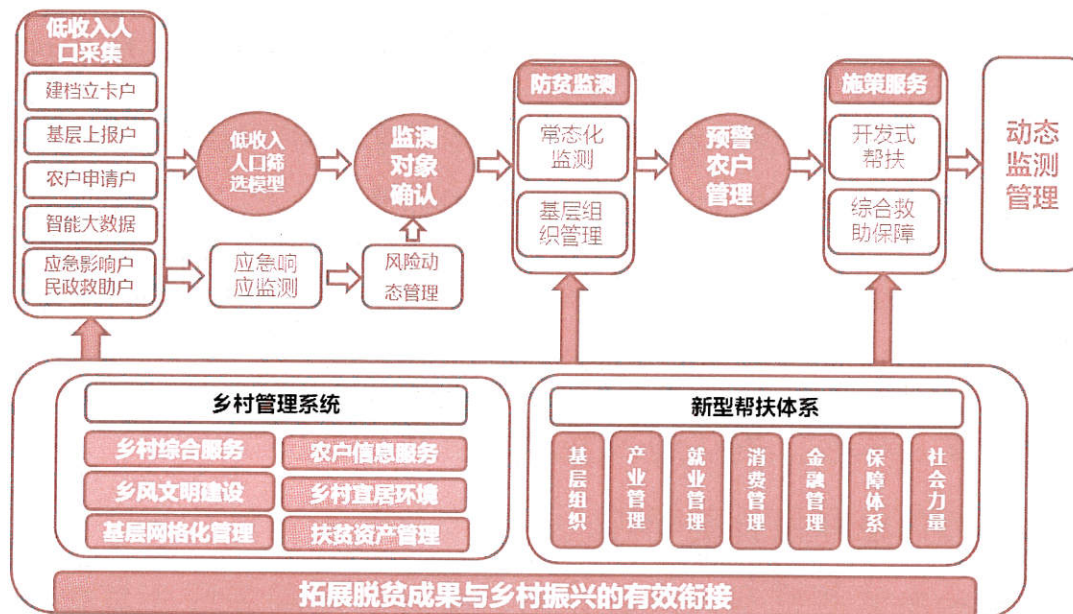 低收入人
口采集
建档立卡户
基层上报户
农户申请户
智能大数据
应急影响户
民政救助户
低收入
人口筛
选模型
应急响
应监测
监测
对象
确认
风险动
态管理
防贫监测
常态化
监测
基层组
织管理
预警
农户
管理
施策服务
开发式
帮扶
综合救
助保障
动态
监测
管理
乡村管理系统
乡村综合服务
农户信息服务
乡风文明建设
乡村宜居环境
基层网格化管理
扶贫资产管理
新型帮扶体系
基层组织
产业管理
就业管理
消费管理
金融管理
保障体系
社会力量
拓展脱贫成果与乡村振兴的有效衔接